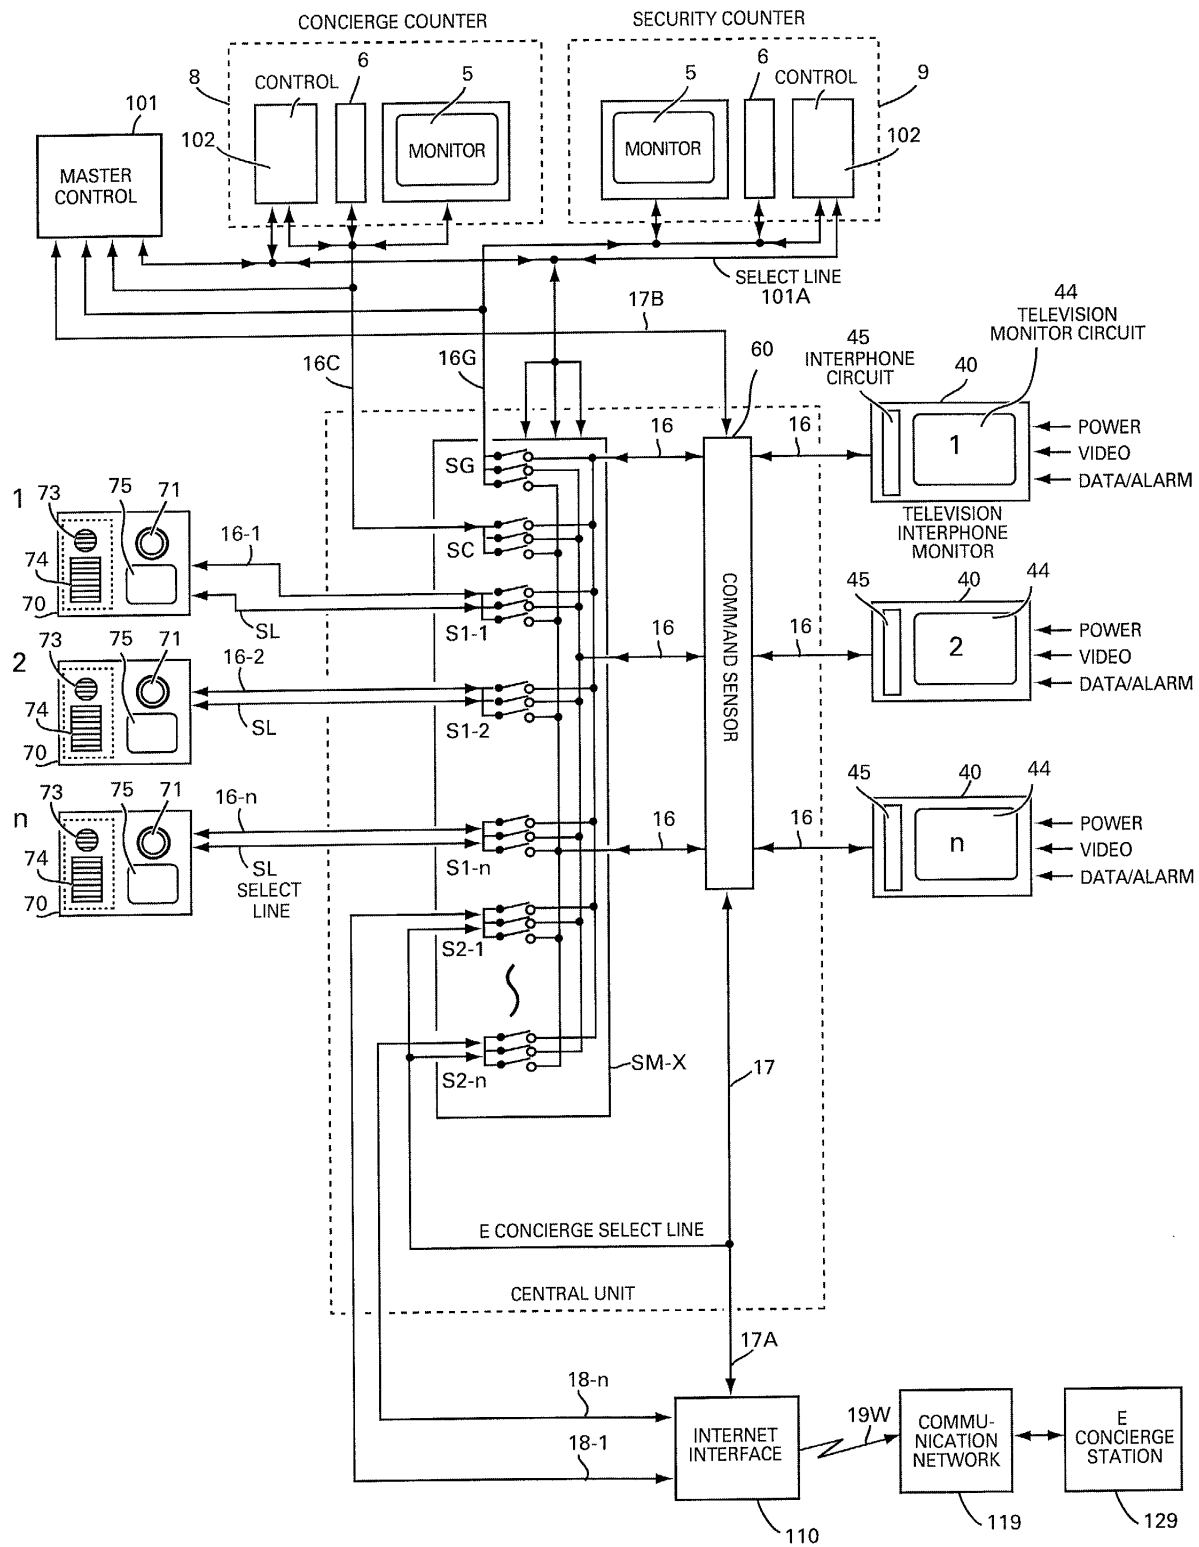 CONCIERGE COUNTER
SECURITY COUNTER
8
CONTROL
6
5
102
MONITOR
5
6
CONTROL
9
MONITOR
102
101
MASTER
CONTROL
SELECT LINE
101A
17B
16C
16G
60
45
INTERPHONE
CIRCUIT
44
TELEVISION
MONITOR CIRCUIT
40
16
16
1
POWER
VIDEO
DATA/ALARM
TELEVISION
INTERPHONE
MONITOR
SG
SC
1
73
75
71
74
70
16-1
SL
S1-1
COMMAND SENSOR
2
73
75
71
74
70
16-2
SL
S1-2
16
16
45
40
44
2
POWER
VIDEO
DATA/ALARM
n
73
75
71
74
70
16-n
SL
SELECT
LINE
S1-n
16
16
45
40
44
n
POWER
VIDEO
DATA/ALARM
S2-1
S2-n
SM-X
17
E CONCIERGE SELECT LINE
CENTRAL UNIT
17A
18-n
18-1
INTERNET
INTERFACE
110
19W
COMMU-
NICATION
NETWORK
119
E
CONCIERGE
STATION
129